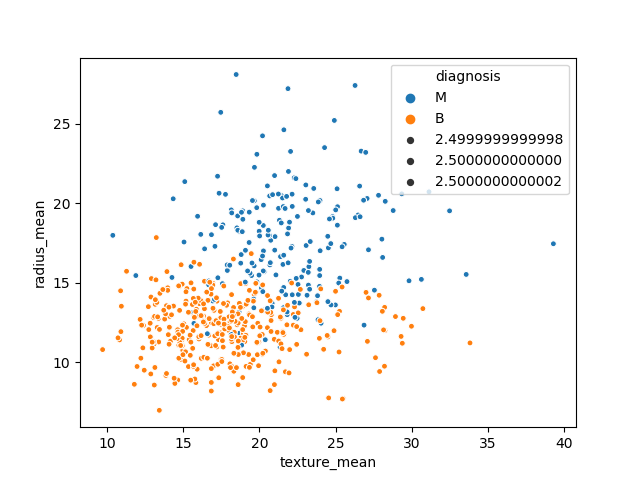 diagnosis
M
B
2.4999999999998
2.5000000000000
2.5000000000002
radius_mean
25
20
15
10
10 15 20 25 30 35 40
texture_mean